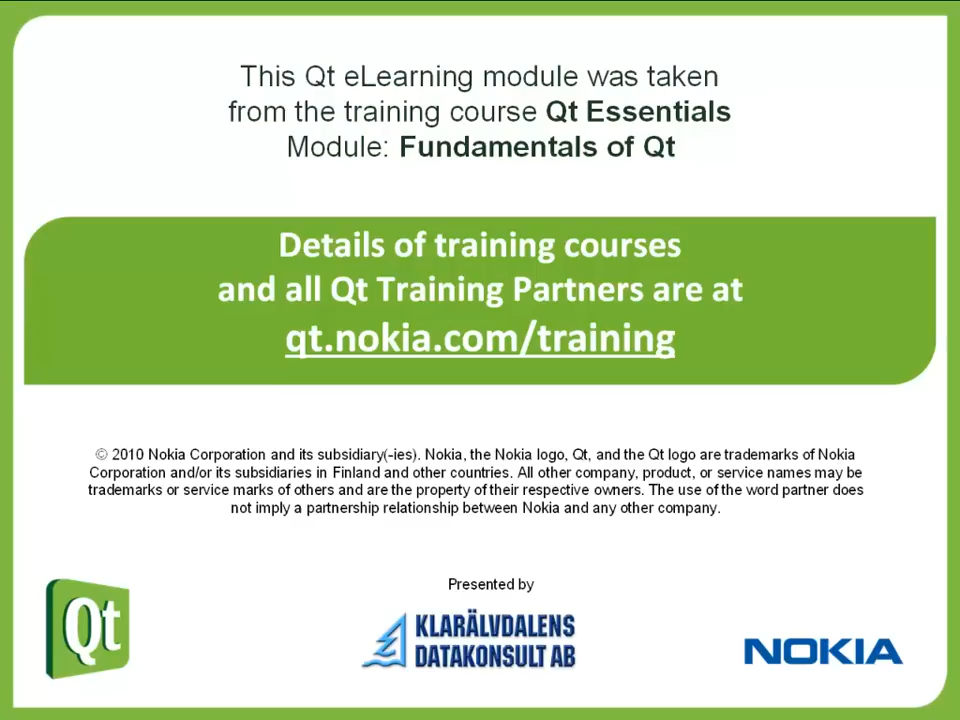 This Qt eLearning module was taken
from the training course Qt Essentials
Module: Fundamentals of Qt
Details of training courses
and all Qt Training Partners are at
qt.nokia.com/training
© 2010 Nokia Corporation and its subsidiary(-ies). Nokia, the Nokia logo, Qt, and the Qt logo are trademarks of Nokia
Corporation and/or its subsidiaries in Finland and other countries. All other company, product, or service names may be
trademarks or service marks of others and are the property of their respective owners. The use of the word partner does
not imply a partnership relationship between Nokia and any other company.
Presented by
Qt
KLARÄLVDALENS
DATAKONSULT AB
NOKIA